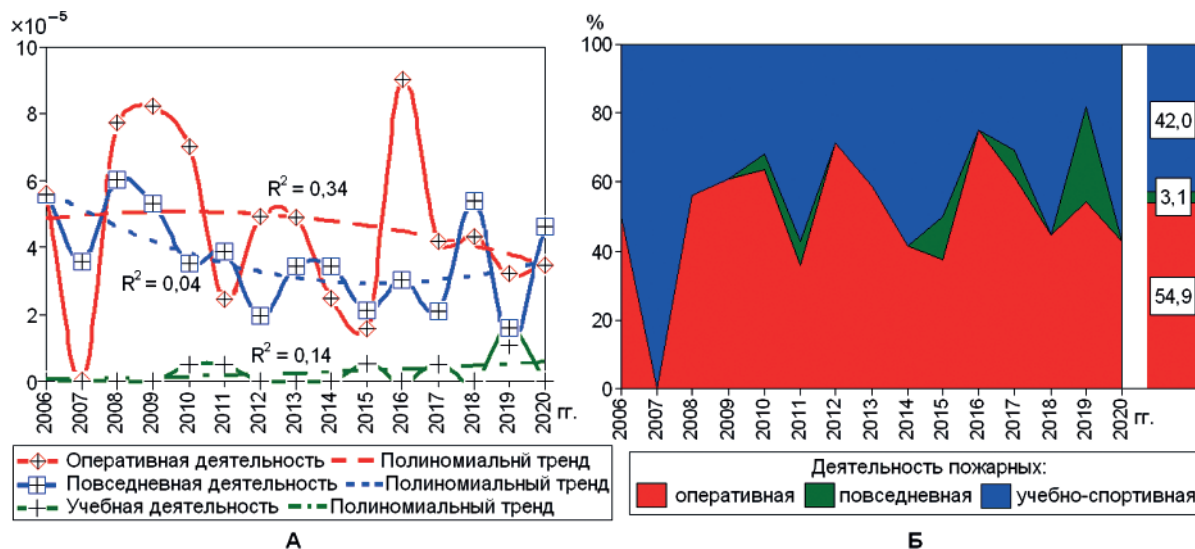 ×10⁻⁵
10
8
6
4
2
0
R² = 0,34
R² = 0,04
R² = 0,14
2006 2007 2008 2009 2010 2011 2012 2013 2014 2015 2016 2017 2018 2019 2020 гг.
Оперативная деятельность Полиномиальнй тренд
Повседневная деятельность Полиномиальный тренд
Учебная деятельность Полиномиальный тренд
А
%
100
80
60
40
20
0
42,0
3,1
54,9
2006 2007 2008 2009 2010 2011 2012 2013 2014 2015 2016 2017 2018 2019 2020 гг.
Деятельность пожарных:
оперативная повседневная учебно-спортивная
Б